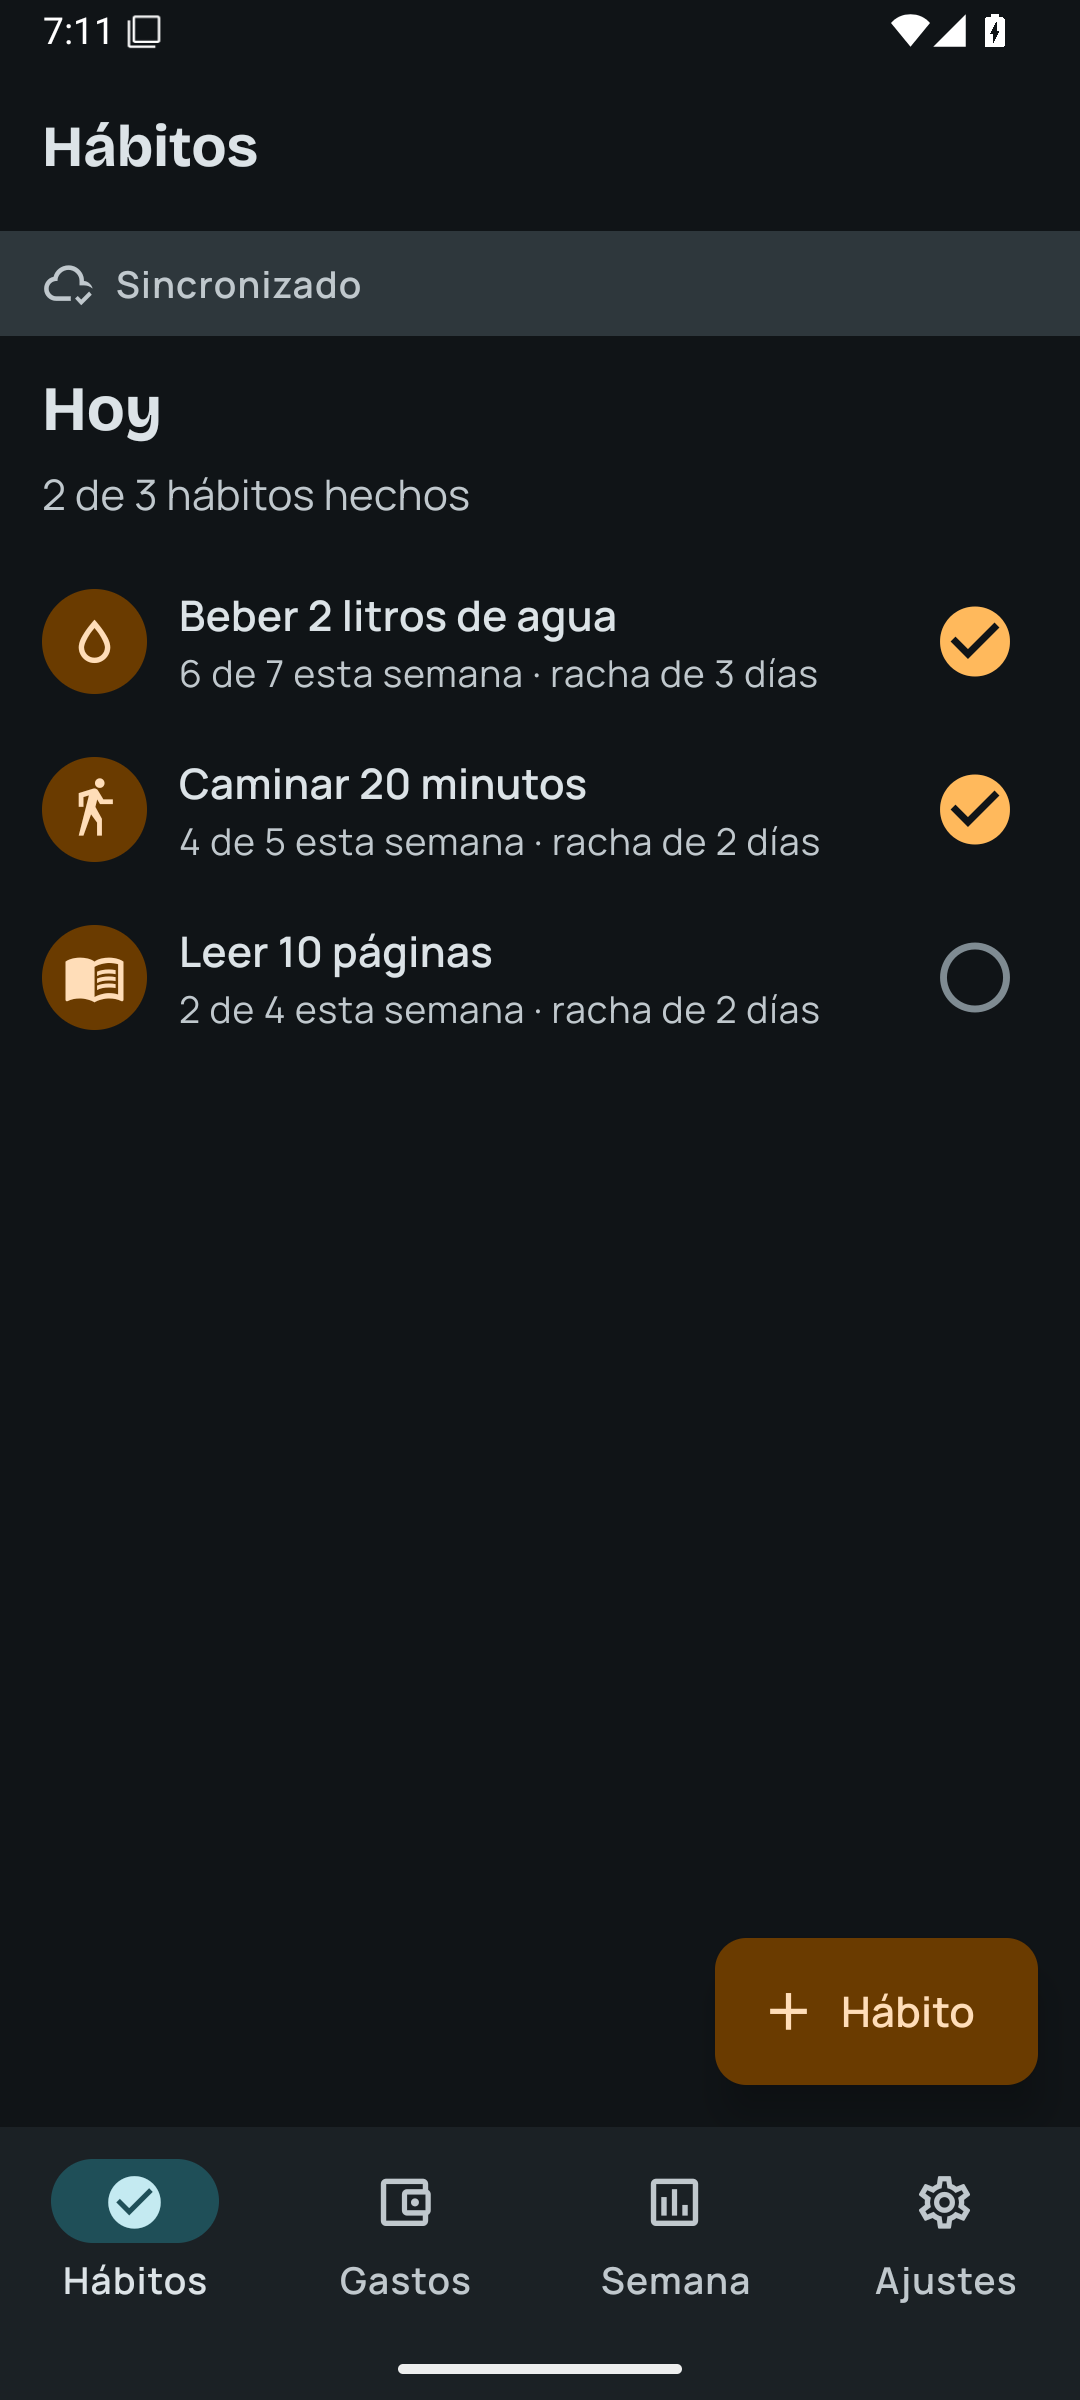 7:11
Hábitos
Sincronizado
Hoy
2 de 3 hábitos hechos
Beber 2 litros de agua
6 de 7 esta semana · racha de 3 días
Caminar 20 minutos
4 de 5 esta semana · racha de 2 días
Leer 10 páginas
2 de 4 esta semana · racha de 2 días
+ Hábito
Hábitos
Gastos
Semana
Ajustes